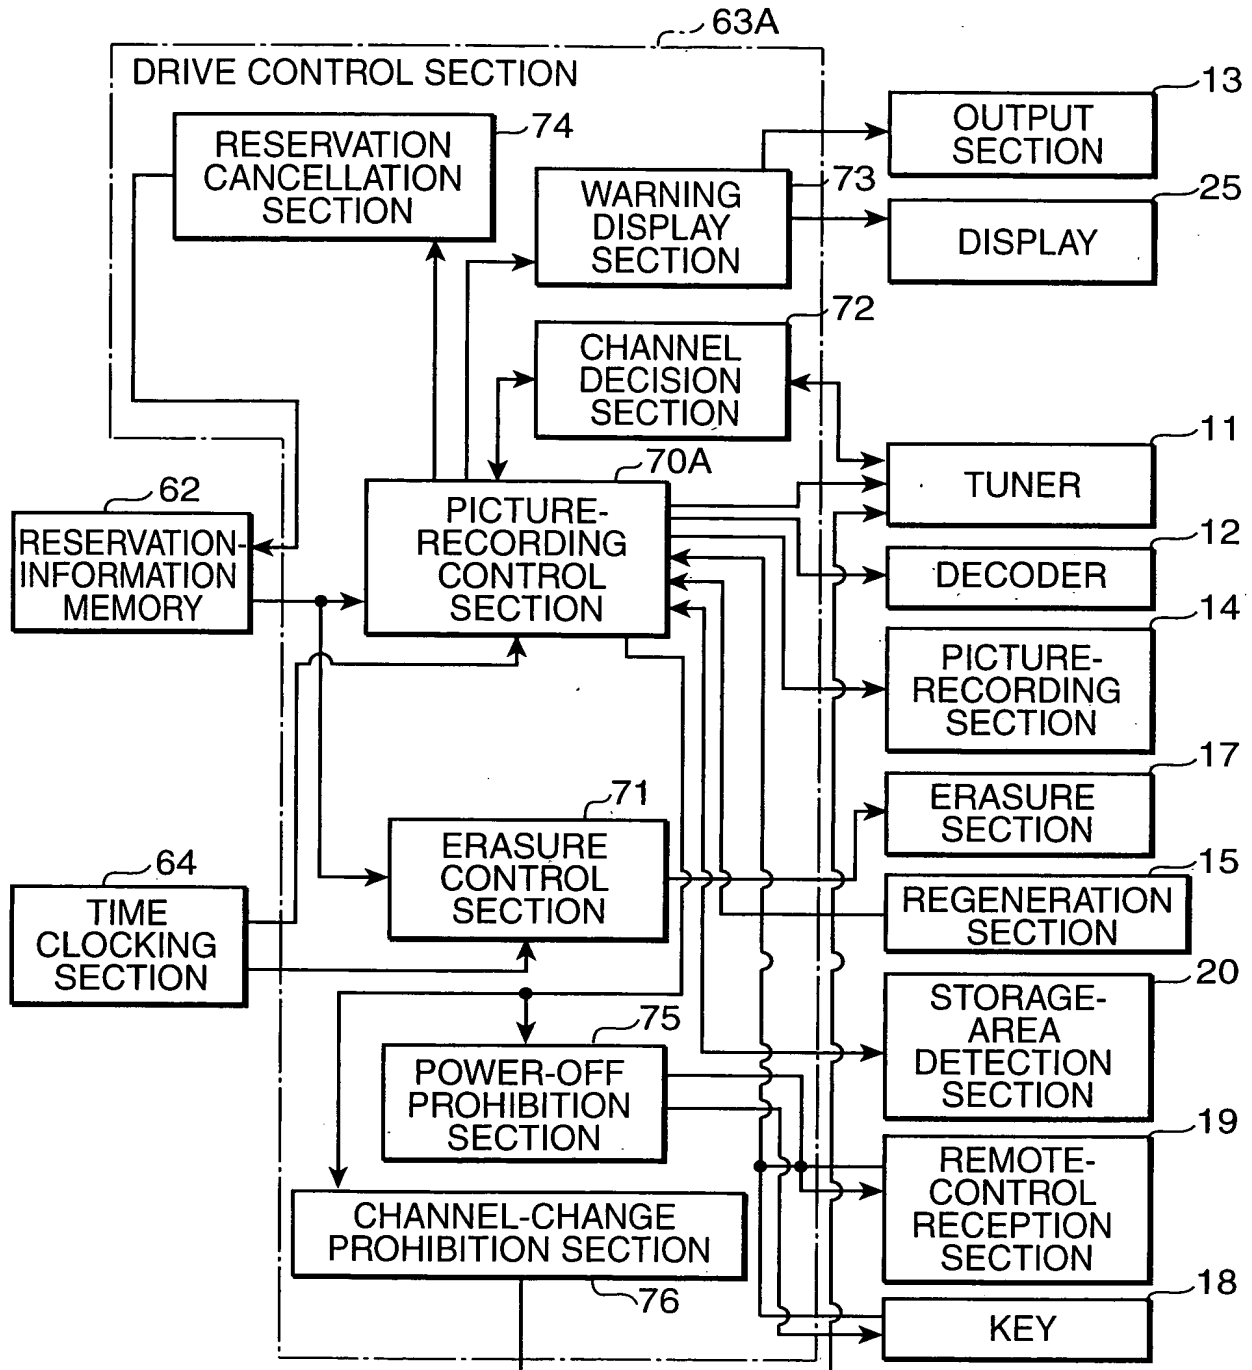 63A
DRIVE CONTROL SECTION
74
RESERVATION
CANCELLATION
SECTION
73
WARNING
DISPLAY
SECTION
13
OUTPUT
SECTION
25
DISPLAY
72
CHANNEL
DECISION
SECTION
62
RESERVATION-
INFORMATION
MEMORY
70A
PICTURE-
RECORDING
CONTROL
SECTION
11
TUNER
12
DECODER
14
PICTURE-
RECORDING
SECTION
17
ERASURE
SECTION
71
ERASURE
CONTROL
SECTION
64
TIME
CLOCKING
SECTION
15
REGENERATION
SECTION
20
STORAGE-
AREA
DETECTION
SECTION
75
POWER-OFF
PROHIBITION
SECTION
19
REMOTE-
CONTROL
RECEPTION
SECTION
CHANNEL-CHANGE
PROHIBITION SECTION
76
18
KEY